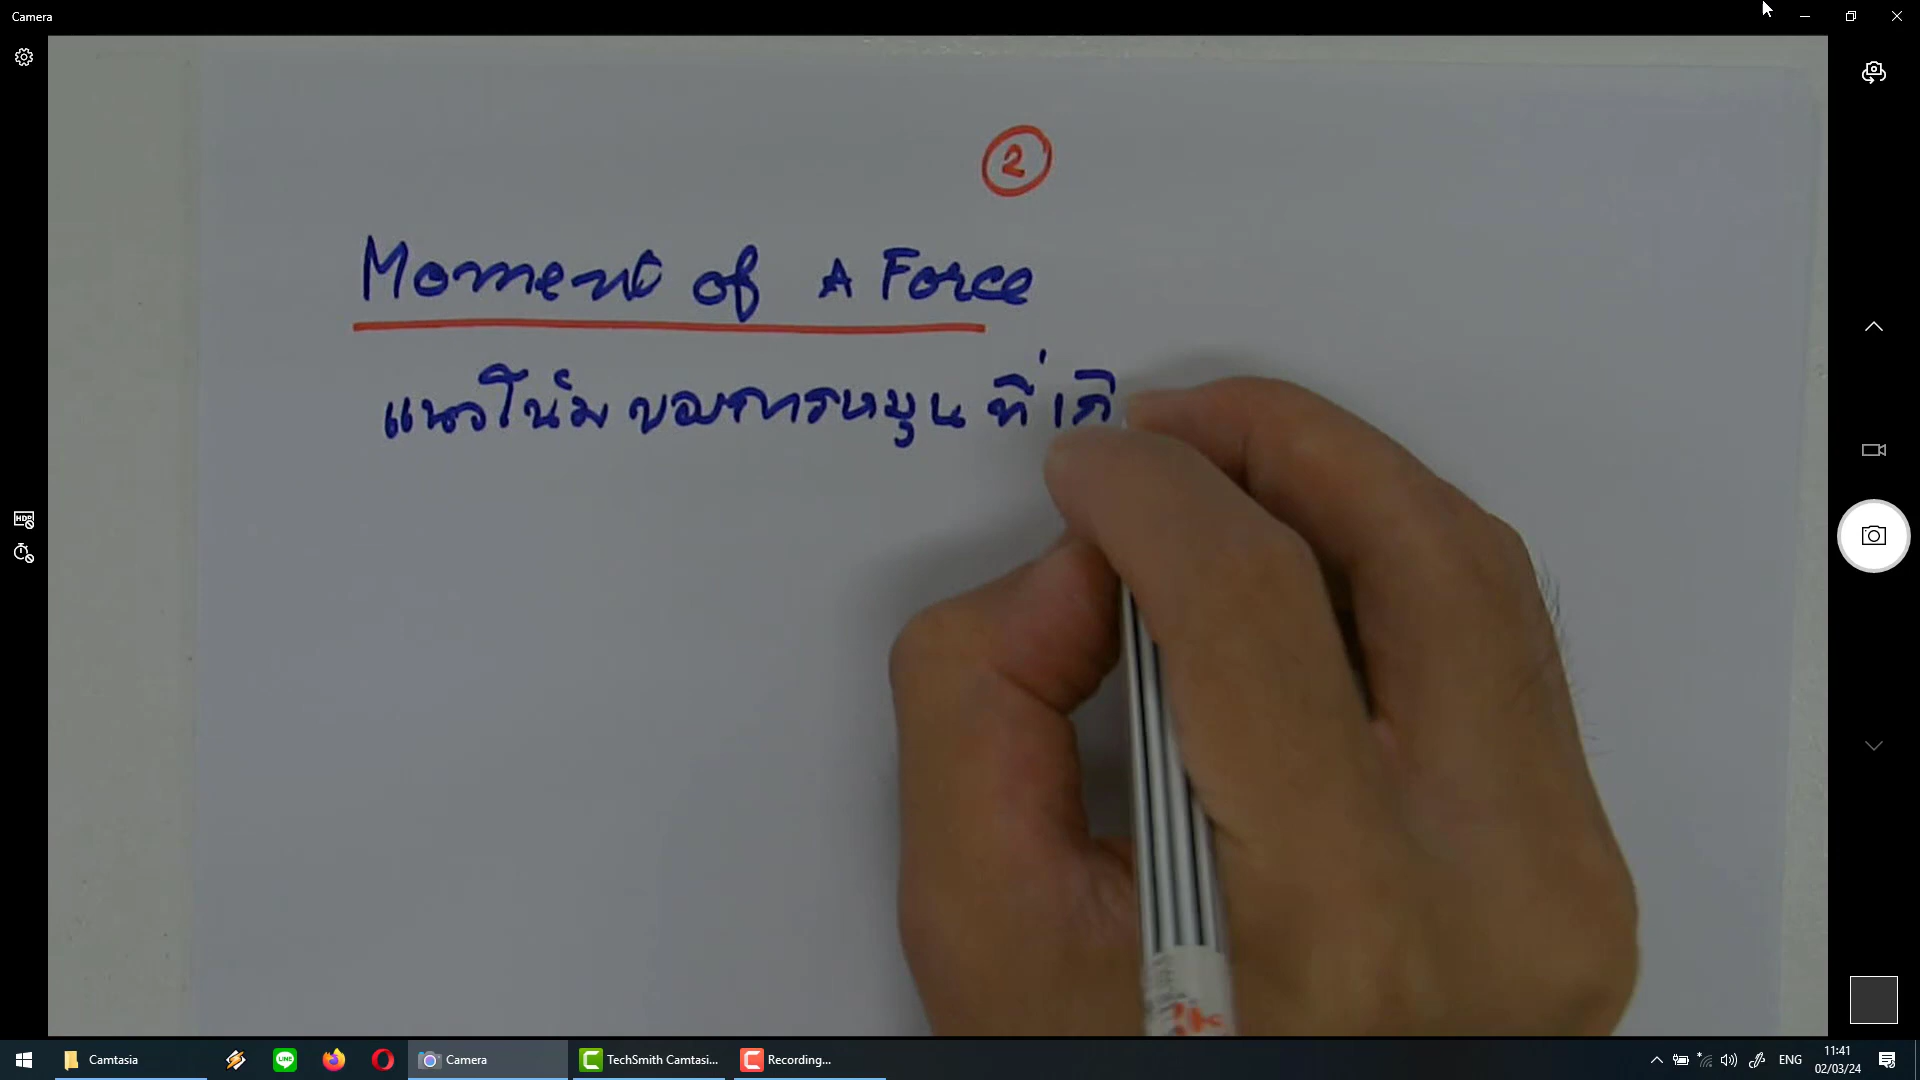 Camera
2
Moment of A Force
แนวโน้มของการหมุน ที่เกิ
Camtasia
Camera
TechSmith Camtasi...
Recording...
ENG
11:41
02/03/24